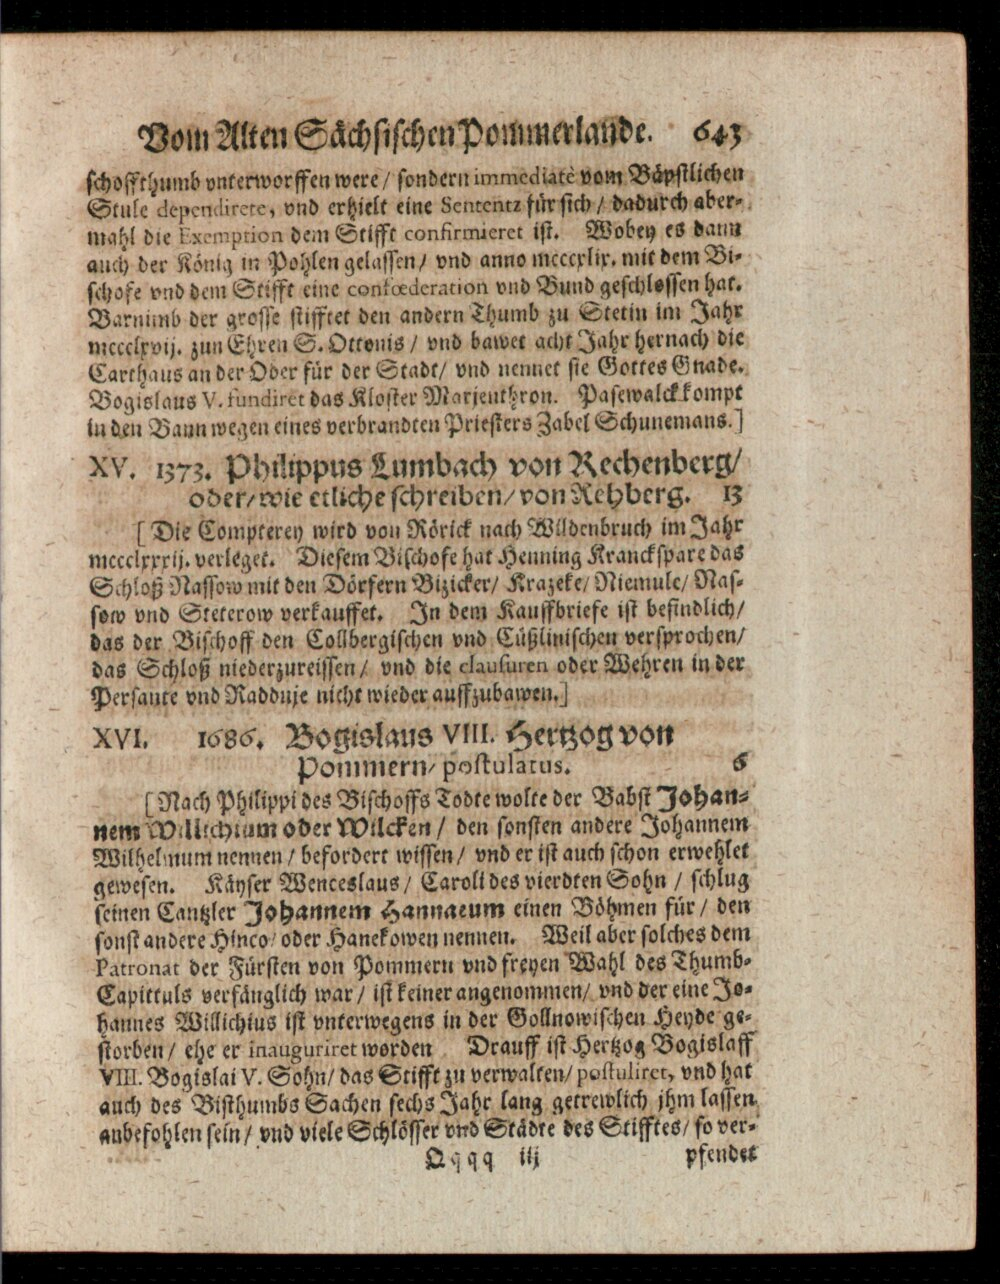 Vom Alten Sächsischen Pommerlande. 643
schoffthumb vnterworffen were / sondern immediatè vom Bäpstlichen
Stule dependirete, vnd erhielt eine Sententz für sich / dadurch aber-
mahl die Exemption dem Stifft confirmieret ist. Wobey es dann
auch der König in Pohlen gelassen / vnd anno mccccxlix. mit dem Bi-
schofe vnd dem Stifft eine confœderation vnd Bund geschlossen hat.
Barnimb der grosse stifftet den andern Thumb zu Stetin im Jahr
mccclxvij. zun Ehren S. Ottonis / vnd bawet acht Jahr hernach die
Carthaus an der Oder für der Stadt / vnd nennet sie Gottes Gnade.
Bogislaus V. fundiret das Kloster Marjenthron. Pasewalck kompt
in den Bann wegen eines verbrandten Priesters Zabel Schunemans.]
XV. 1373. Philippus Lumbach von Rechenberg /
oder / wie etliche schreiben / von Rehberg. 13
[Die Compterey wird von Rörick nach Wildenbruch im Jahr
mccclxxxij. verleget. Diesem Bischofe hat Henning Kranckspare das
Schloß Nassow mit den Dörfern Bizicker / Krazeke / Niemule / Nas-
sow vnd Steterow verkauffet. In dem Kauffbriefe ist befindlich /
das der Bischoff den Collbergischen vnd Cüßlinischen versprochen /
das Schloß niederzureissen / vnd die clausuren oder Wehren in der
Persante vnd Radduje nicht wieder auffzubawen.]
XVI. 1686. Bogislaus VIII. Hertzog von
Pommern / postulatus. 6
[Nach Philippi des Bischoffs Todte wolte der Babst Johan-
nem Willichium oder Wilcken / den sonsten andere Johannem
Wilhelmum nennen / befordert wissen / vnd er ist auch schon erwehlet
gewesen. Käyser Wenceslaus / Caroli des vierdten Sohn / schlug
seinen Cantzler Johannem Hannaeum einen Böhmen für / den
sonst andere Hinco / oder Hanekowen nennen. Weil aber solches dem
Patronat der Fürsten von Pommern vnd freyen Wahl des Thumb-
Capittuls verfänglich war / ist keiner angenommen / vnd der eine Jo-
hannes Willichius ist vnterwegens in der Gollnowischen Heyde ge-
storben / ehe er inauguriret worden Drauff ist Hertzog Bogislaff
VIII. Bogislai V. Sohn / das Stifft zu verwalten / postuliret, vnd hat
auch des Bisthumbs Sachen sechs Jahr lang getrewlich jhm lassen
anbefohlen sein / vnd viele Schlösser vnd Städte des Stifftes / so ver-
Qqqq iij pfendet